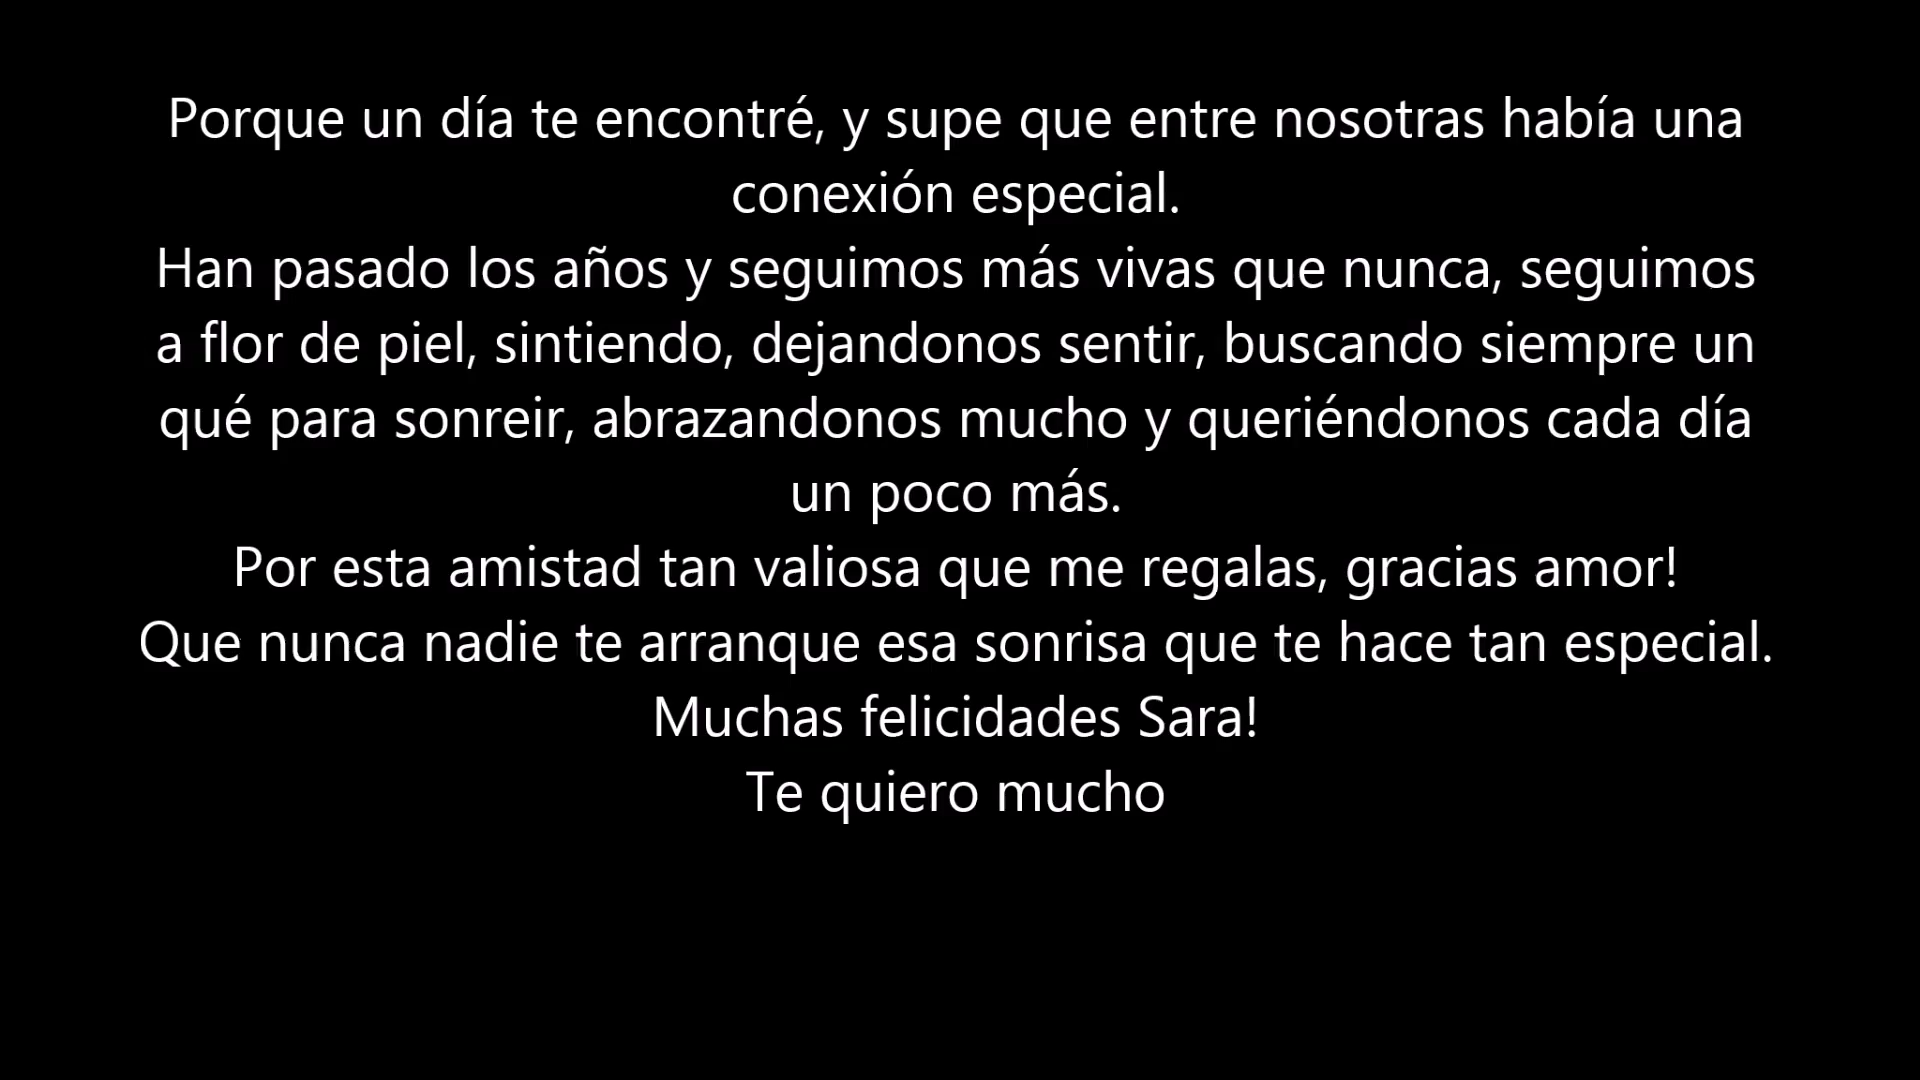 Porque un día te encontré, y supe que entre nosotras había una
conexión especial.
Han pasado los años y seguimos más vivas que nunca, seguimos
a flor de piel, sintiendo, dejandonos sentir, buscando siempre un
qué para sonreir, abrazandonos mucho y queriéndonos cada día
un poco más.
Por esta amistad tan valiosa que me regalas, gracias amor!
Que nunca nadie te arranque esa sonrisa que te hace tan especial.
Muchas felicidades Sara!
Te quiero mucho